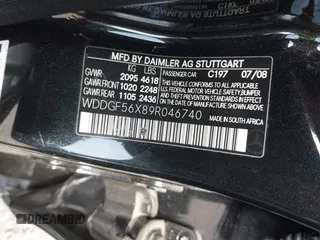 MFD BY DAIMLER AG STUTTGART
KG LBS PASSENGER CAR C197 07/08
GVWR 2095 4618
GAWR FRONT 1020 2248
GAWR REAR 1105 2436
THIS VEHICLE CONFORMS TO ALL APPLICABLE
U.S. FEDERAL MOTOR VEHICLE SAFETY, BUMPER
AND THEFT PREVENTION STANDARDS
IN EFFECT ON THE DATE OF
MANUFACTURE SHOWN ABOVE
WDDGF56X89R046740
MADE IN GERMANY
DREAMBID